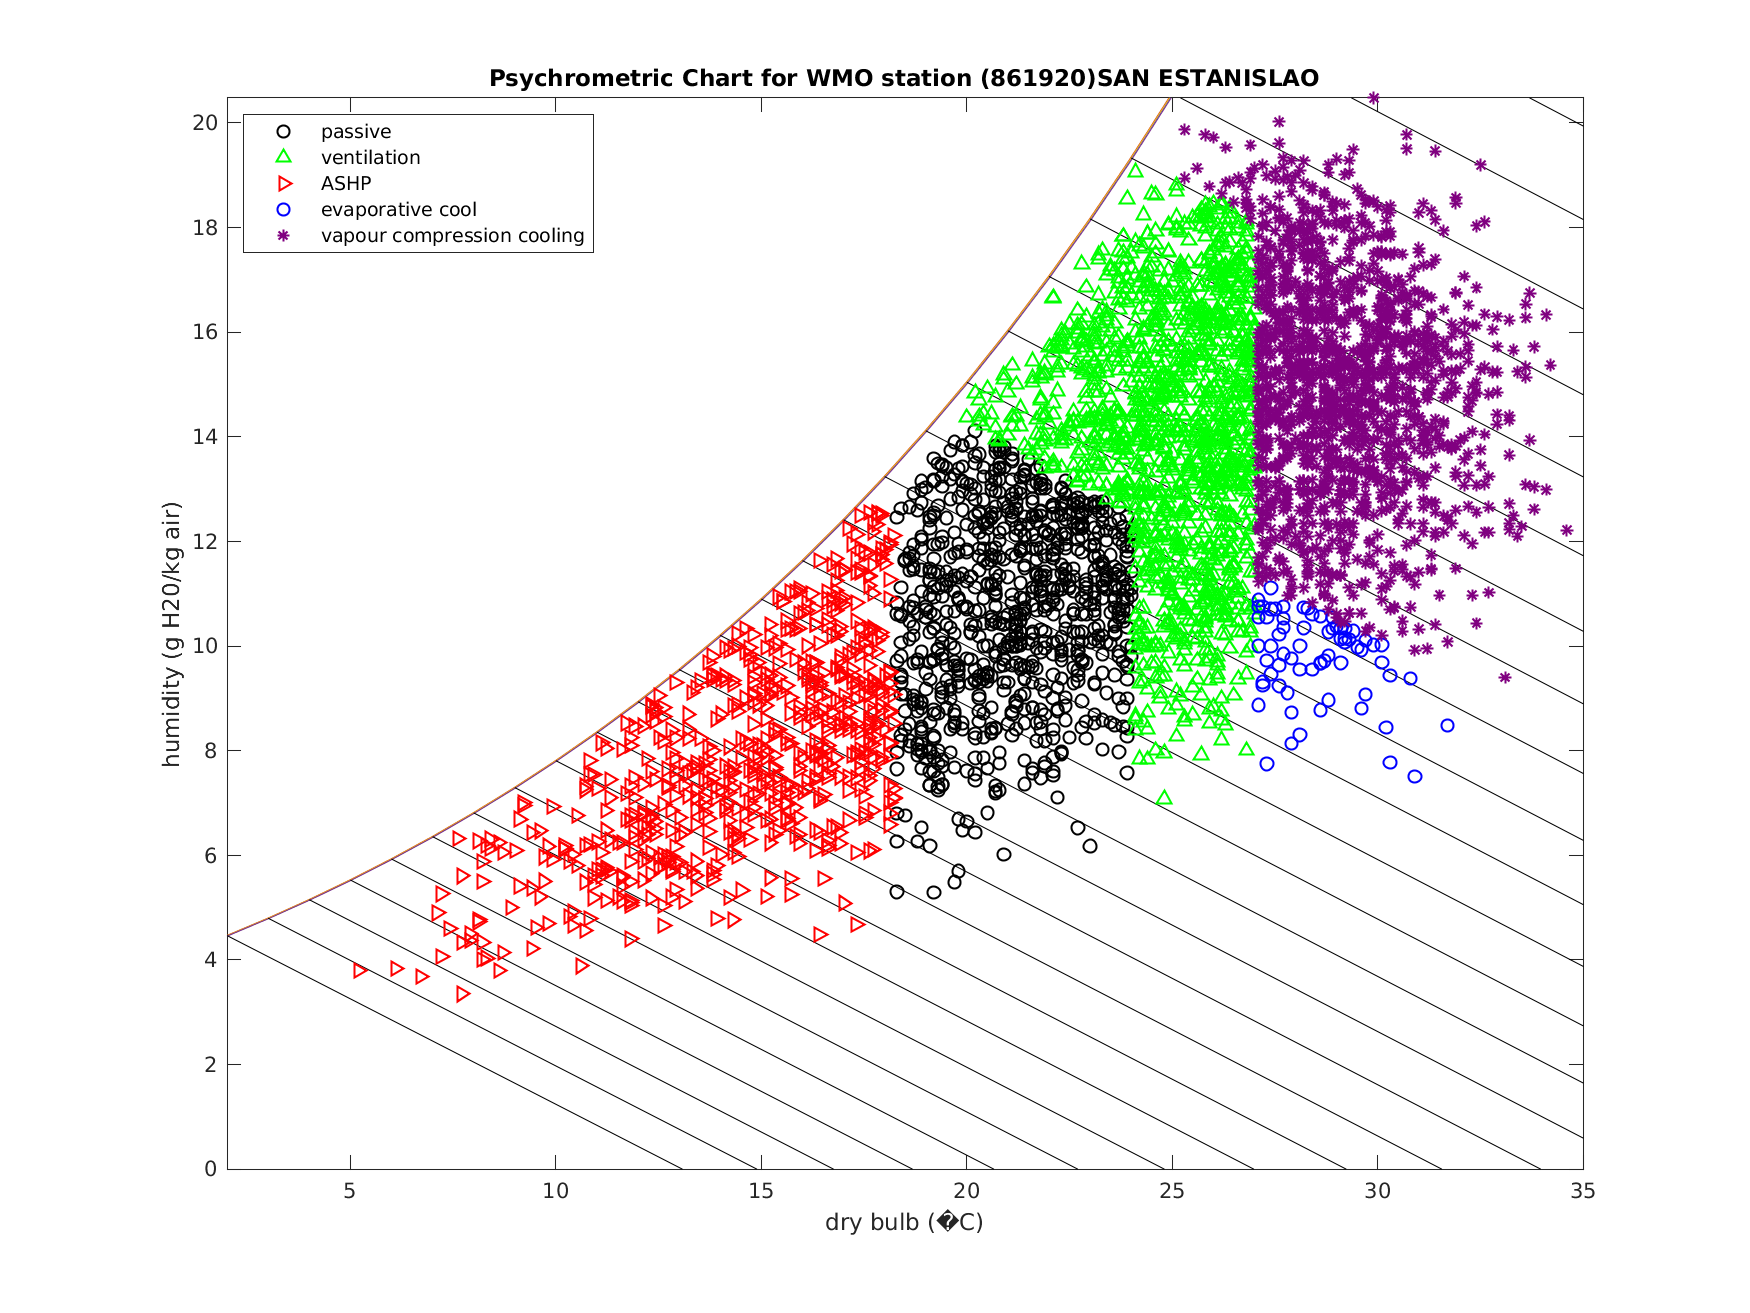 Psychrometric Chart for WMO station (861920)SAN ESTANISLAO
passive
ventilation
ASHP
evaporative cool
vapour compression cooling
20
18
16
14
12
10
8
6
4
2
0
humidity (g H20/kg air)
5 10 15 20 25 30 35
dry bulb (�C)